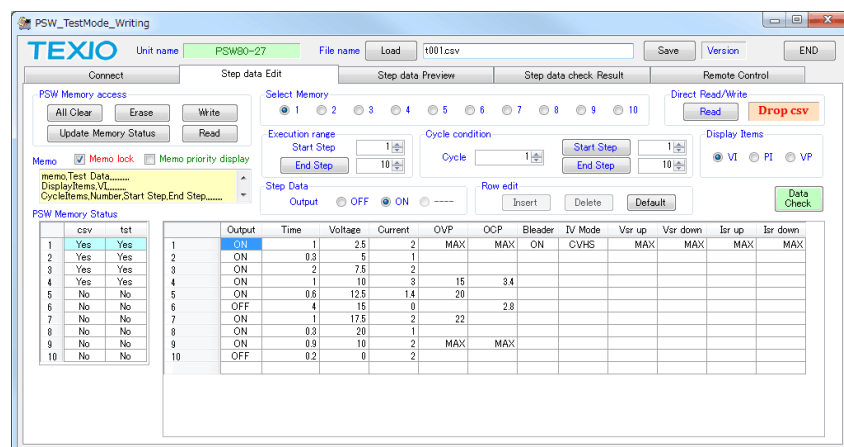 PSW_TestMode_Writing
TEXIO Unit name PSW80-27 File name Load t001.csv Save Version END
Connect Step data Edit Step data Preview Step data check Result Remote Control
PSW Memory access Select Memory Direct Read/Write
All Clear Erase Write 1 2 3 4 5 6 7 8 9 10 Read Drop csv
Update Memory Status Read Execution range Cycle condition Display Items
Start Step 1 Cycle 1 Start Step 1 VI PI VP
Memo Memo lock Memo priority display End Step 10 End Step 10
memo,Test Data,,,,,,,,
DisplayItems,VI,,,,,,,
CycleItems,Number,Start Step,End Step,,,,,,
Step Data Row edit
Output OFF ON ---- Insert Delete Default Data Check
PSW Memory Status
csv tst Output Time Voltage Current OVP OCP Bleader IV Mode Vsr up Vsr down Isr up Isr down
1 Yes Yes 1 ON 1 2.5 2 MAX MAX ON CVHS MAX MAX MAX MAX
2 Yes Yes 2 ON 0.3 5 1
3 Yes Yes 3 ON 2 7.5 2
4 Yes Yes 4 ON 1 10 3 15 3.4
5 No No 5 ON 0.6 12.5 1.4 20
6 No No 6 OFF 4 15 0 2.8
7 No No 7 ON 1 17.5 2 22
8 No No 8 ON 0.3 20 1
9 No No 9 ON 0.9 10 2 MAX MAX
10 No No 10 OFF 0.2 0 2